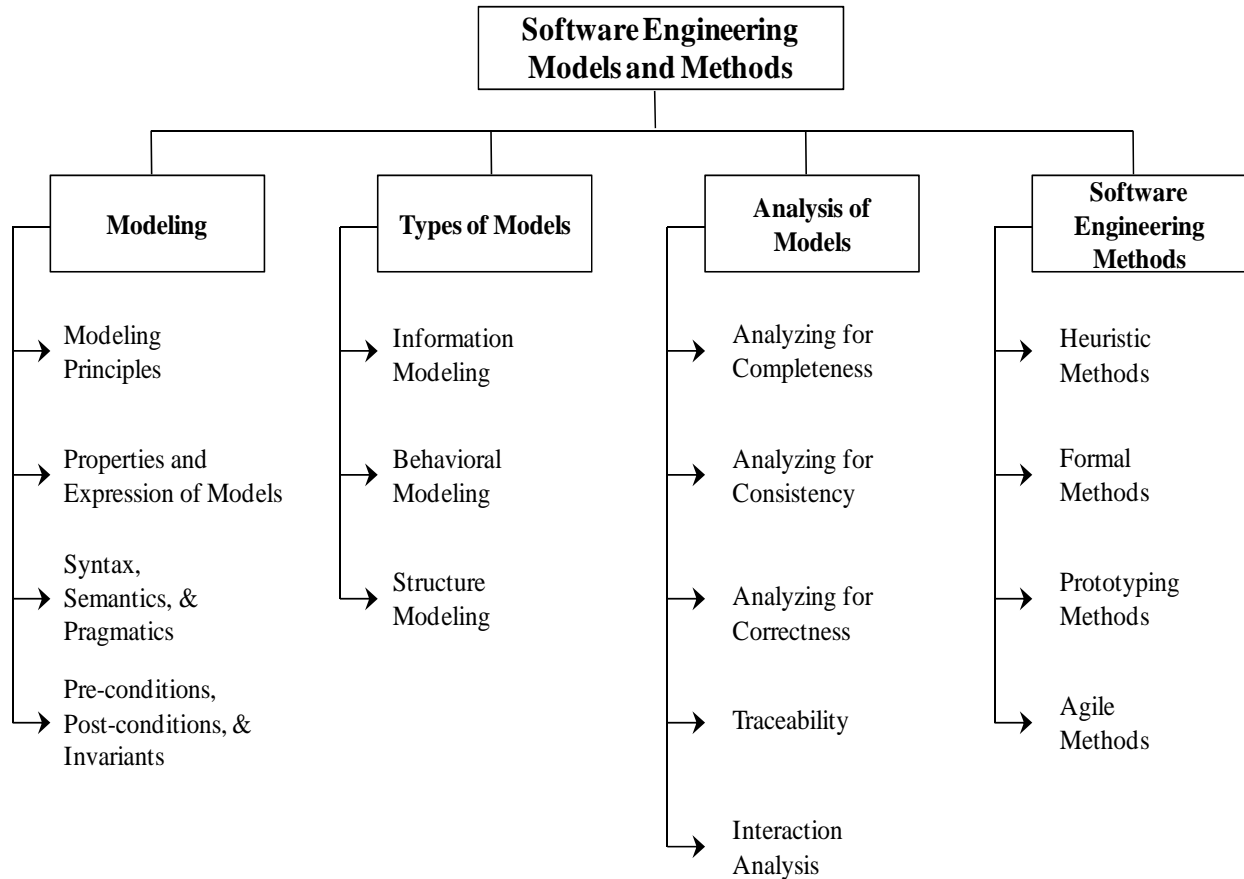 Software Engineering
Models and Methods
Modeling
Modeling
Principles
Properties and
Expression of Models
Syntax,
Semantics, &
Pragmatics
Pre-conditions,
Post-conditions, &
Invariants
Types of Models
Information
Modeling
Behavioral
Modeling
Structure
Modeling
Analysis of
Models
Analyzing for
Completeness
Analyzing for
Consistency
Analyzing for
Correctness
Traceability
Interaction
Analysis
Software
Engineering
Methods
Heuristic
Methods
Formal
Methods
Prototyping
Methods
Agile
Methods